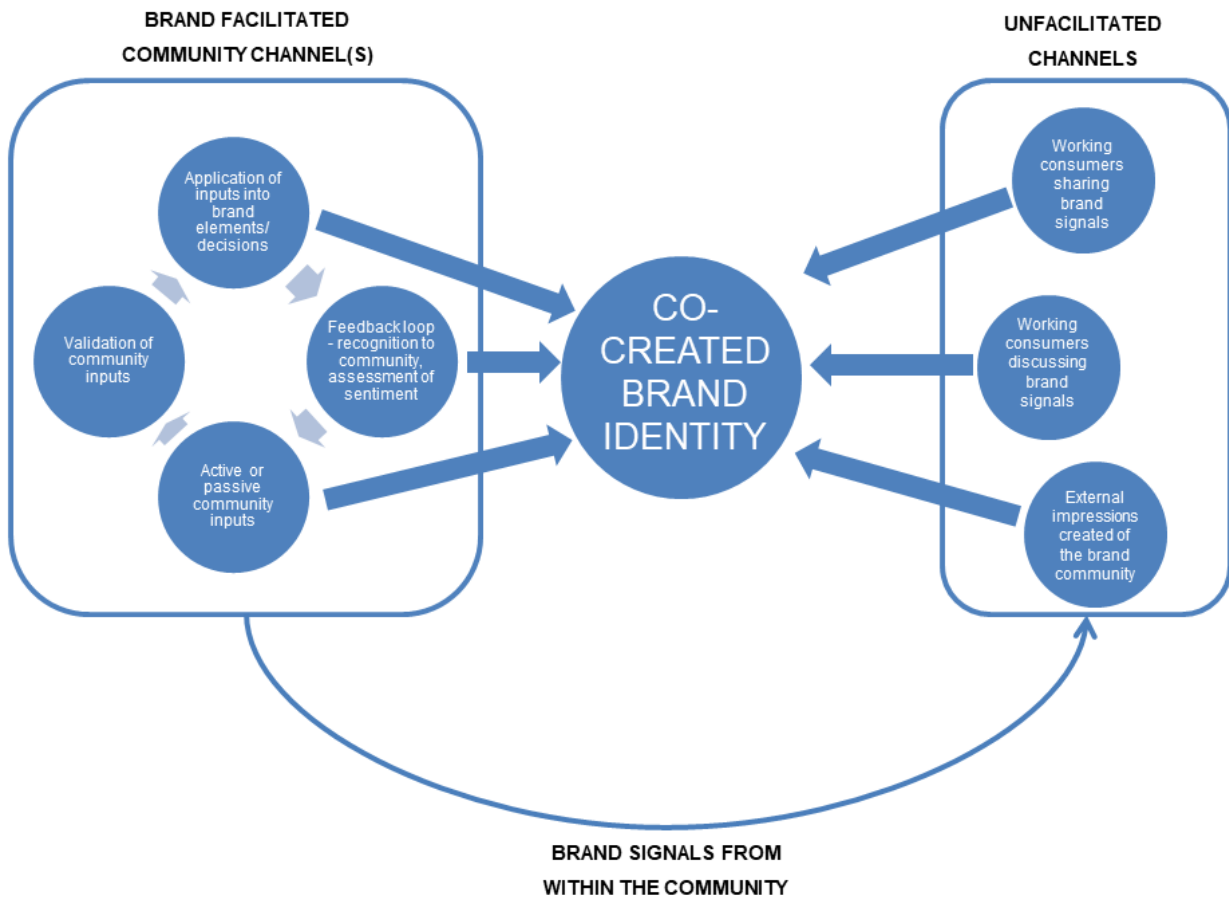 BRAND FACILITATED
COMMUNITY CHANNEL(S)
UNFACILITATED
CHANNELS
Application of
inputs into
brand
elements/
decisions
Validation of
community
inputs
Feedback loop
- recognition to
community,
assessment of
sentiment
Active or
passive
community
inputs
CO-
CREATED
BRAND
IDENTITY
Working
consumers
sharing
brand
signals
Working
consumers
discussing
brand
signals
External
impressions
created of
the brand
community
BRAND SIGNALS FROM
WITHIN THE COMMUNITY